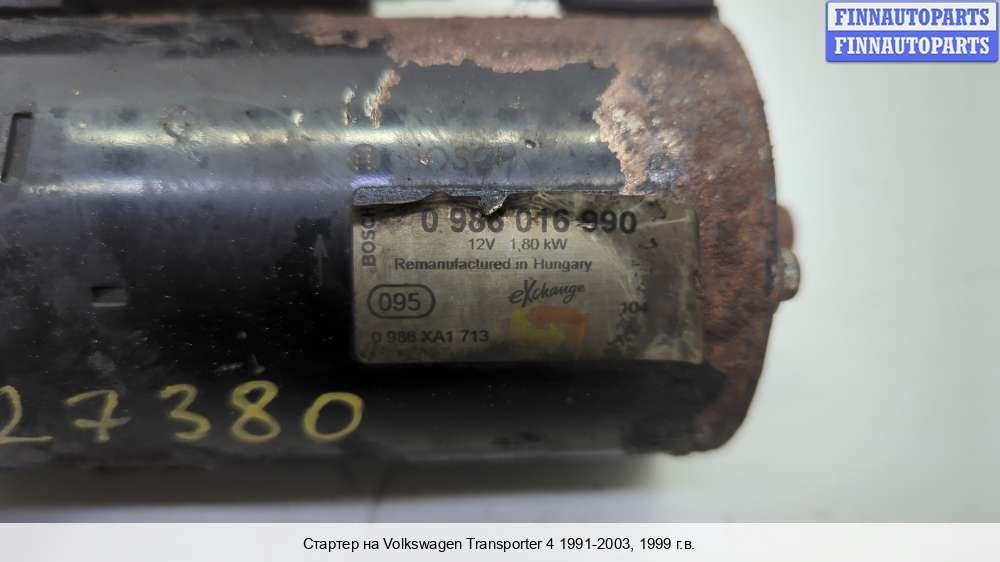 FINNAUTOPARTS
FINNAUTOPARTS
BOSCH
BOSCH
0 986 016 990
12V 1,80 kW
Remanufactured in Hungary
095
eXchange
104
0 986 XA1 713
27380
Стартер на Volkswagen Transporter 4 1991-2003, 1999 г.в.